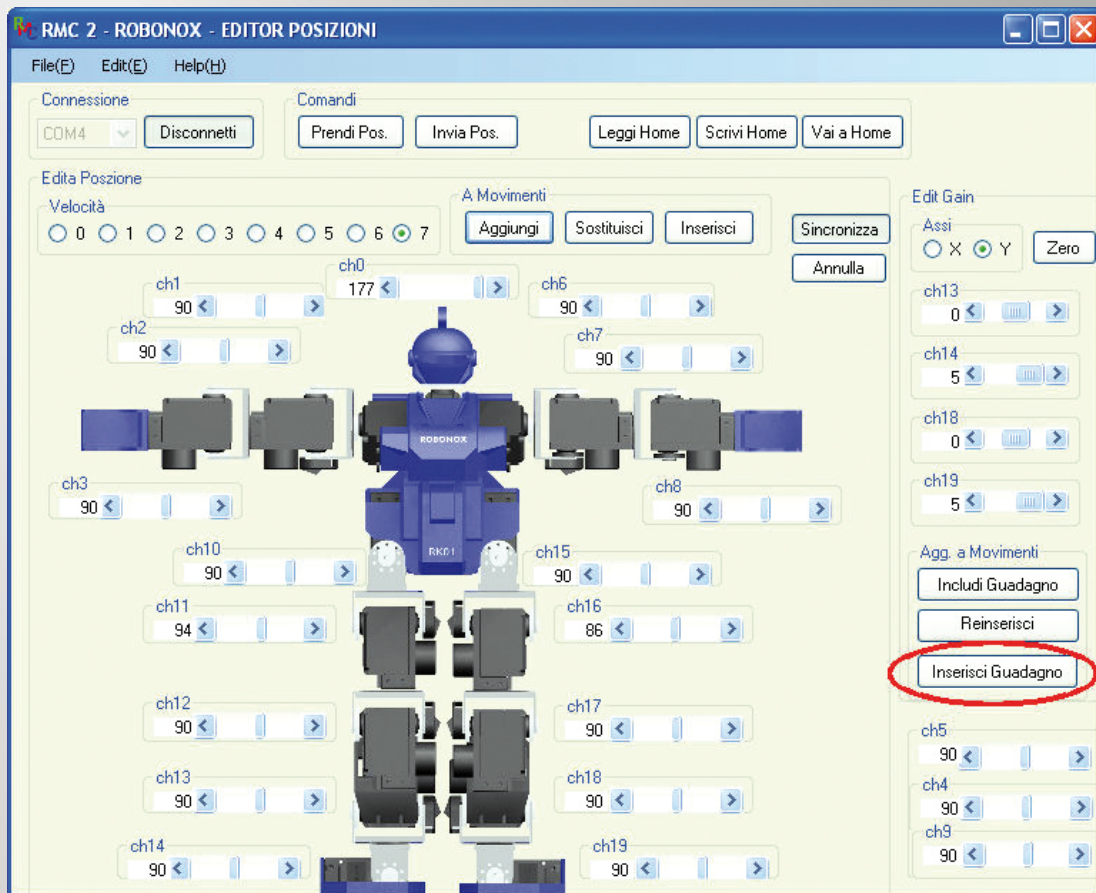 RMC 2 - ROBONOX - EDITOR POSIZIONI
File(F) Edit(E) Help(H)
Connessione
COM4
Disconnetti
Comandi
Prendi Pos.
Invia Pos.
Leggi Home
Scrivi Home
Vai a Home
Edita Poszione
Velocità
0 1 2 3 4 5 6 7
A Movimenti
Aggiungi
Sostituisci
Inserisci
Sincronizza
Annulla
ch0
177
ch1
90
ch6
90
ch2
90
ch7
90
ROBONOX
ch3
90
ch8
90
RK01
ch10
90
ch15
90
ch11
94
ch16
86
ch12
90
ch17
90
ch13
90
ch18
90
ch14
90
ch19
90
Edit Gain
Assi
X Y
Zero
ch13
0
ch14
5
ch18
0
ch19
5
Agg. a Movimenti
Includi Guadagno
Reinserisci
Inserisci Guadagno
ch5
90
ch4
90
ch9
90